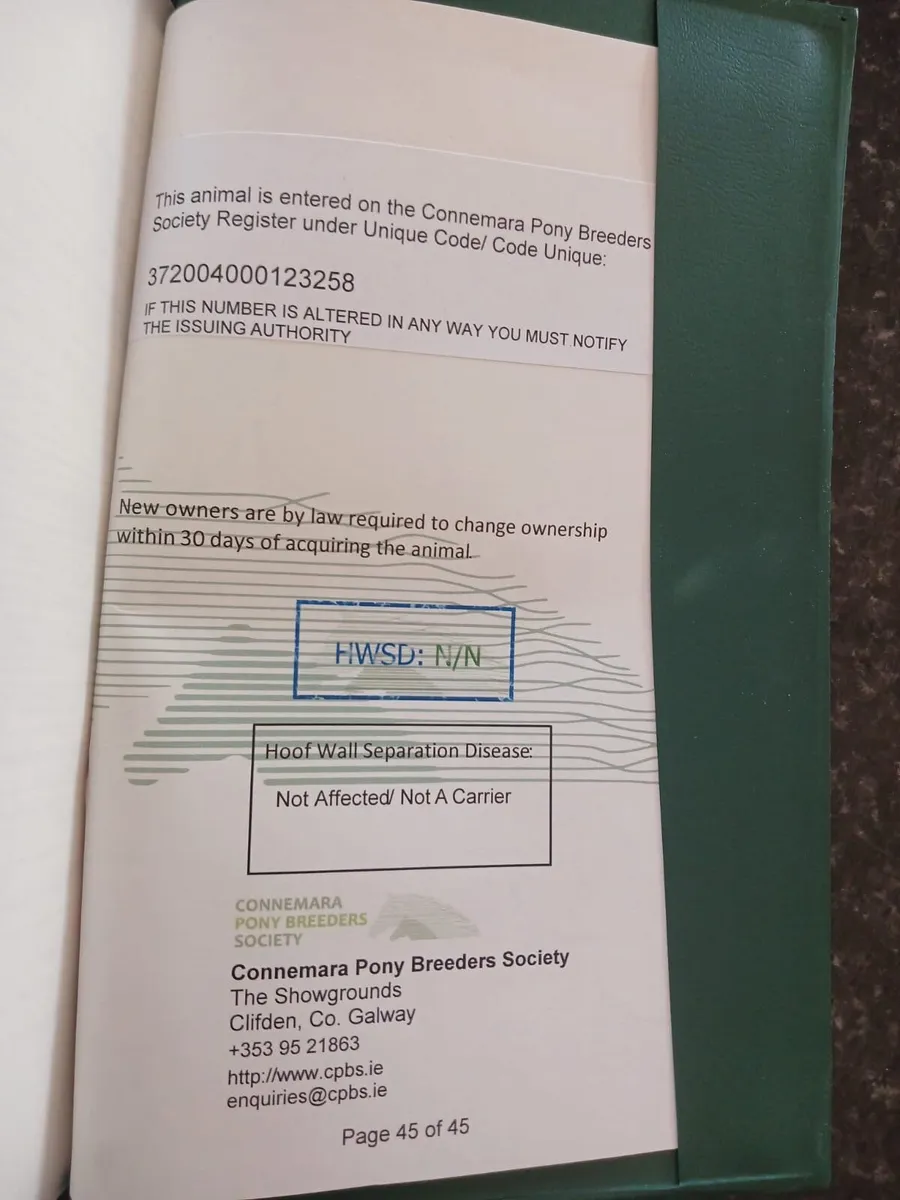 This animal is entered on the Connemara Pony Breeders
Society Register under Unique Code/ Code Unique:
372004000123258
IF THIS NUMBER IS ALTERED IN ANY WAY YOU MUST NOTIFY
THE ISSUING AUTHORITY
New owners are by law required to change ownership
within 30 days of acquiring the animal.
HWSD: N/N
Hoof Wall Separation Disease:
Not Affected/ Not A Carrier
CONNEMARA
PONY BREEDERS
SOCIETY
Connemara Pony Breeders Society
The Showgrounds
Clifden, Co. Galway
+353 95 21863
http://www.cpbs.ie
enquiries@cpbs.ie
Page 45 of 45